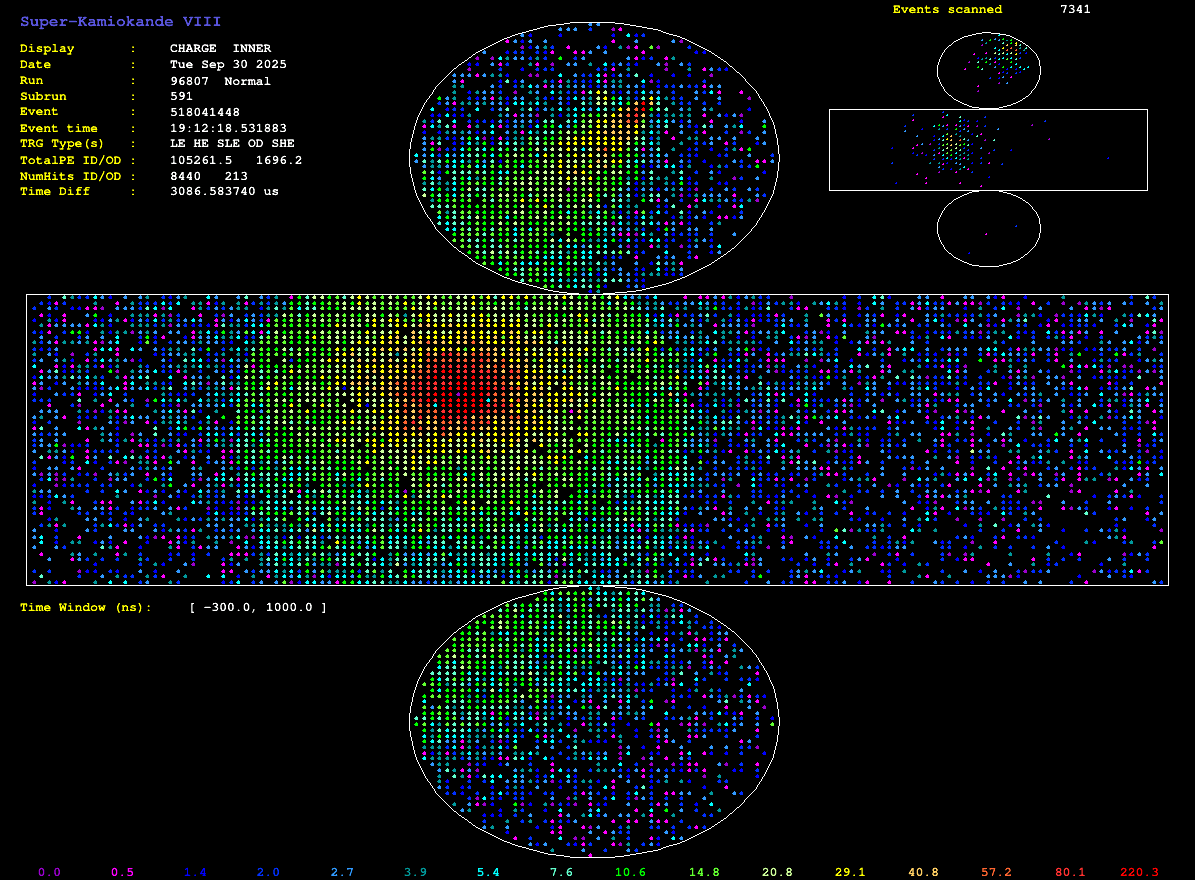 Super-Kamiokande VIII
Events scanned 7341
Display : CHARGE INNER
Date : Tue Sep 30 2025
Run : 96807 Normal
Subrun : 591
Event : 518041448
Event time : 19:12:18.531883
TRG Type(s) : LE HE SLE OD SHE
TotalPE ID/OD : 105261.5 1696.2
NumHits ID/OD : 8440 213
Time Diff : 3086.583740 us
Time Window (ns): [ -300.0, 1000.0 ]
0.0 0.5 1.4 2.0 2.7 3.9 5.4 7.6 10.6 14.8 20.8 29.1 40.8 57.2 80.1 220.3